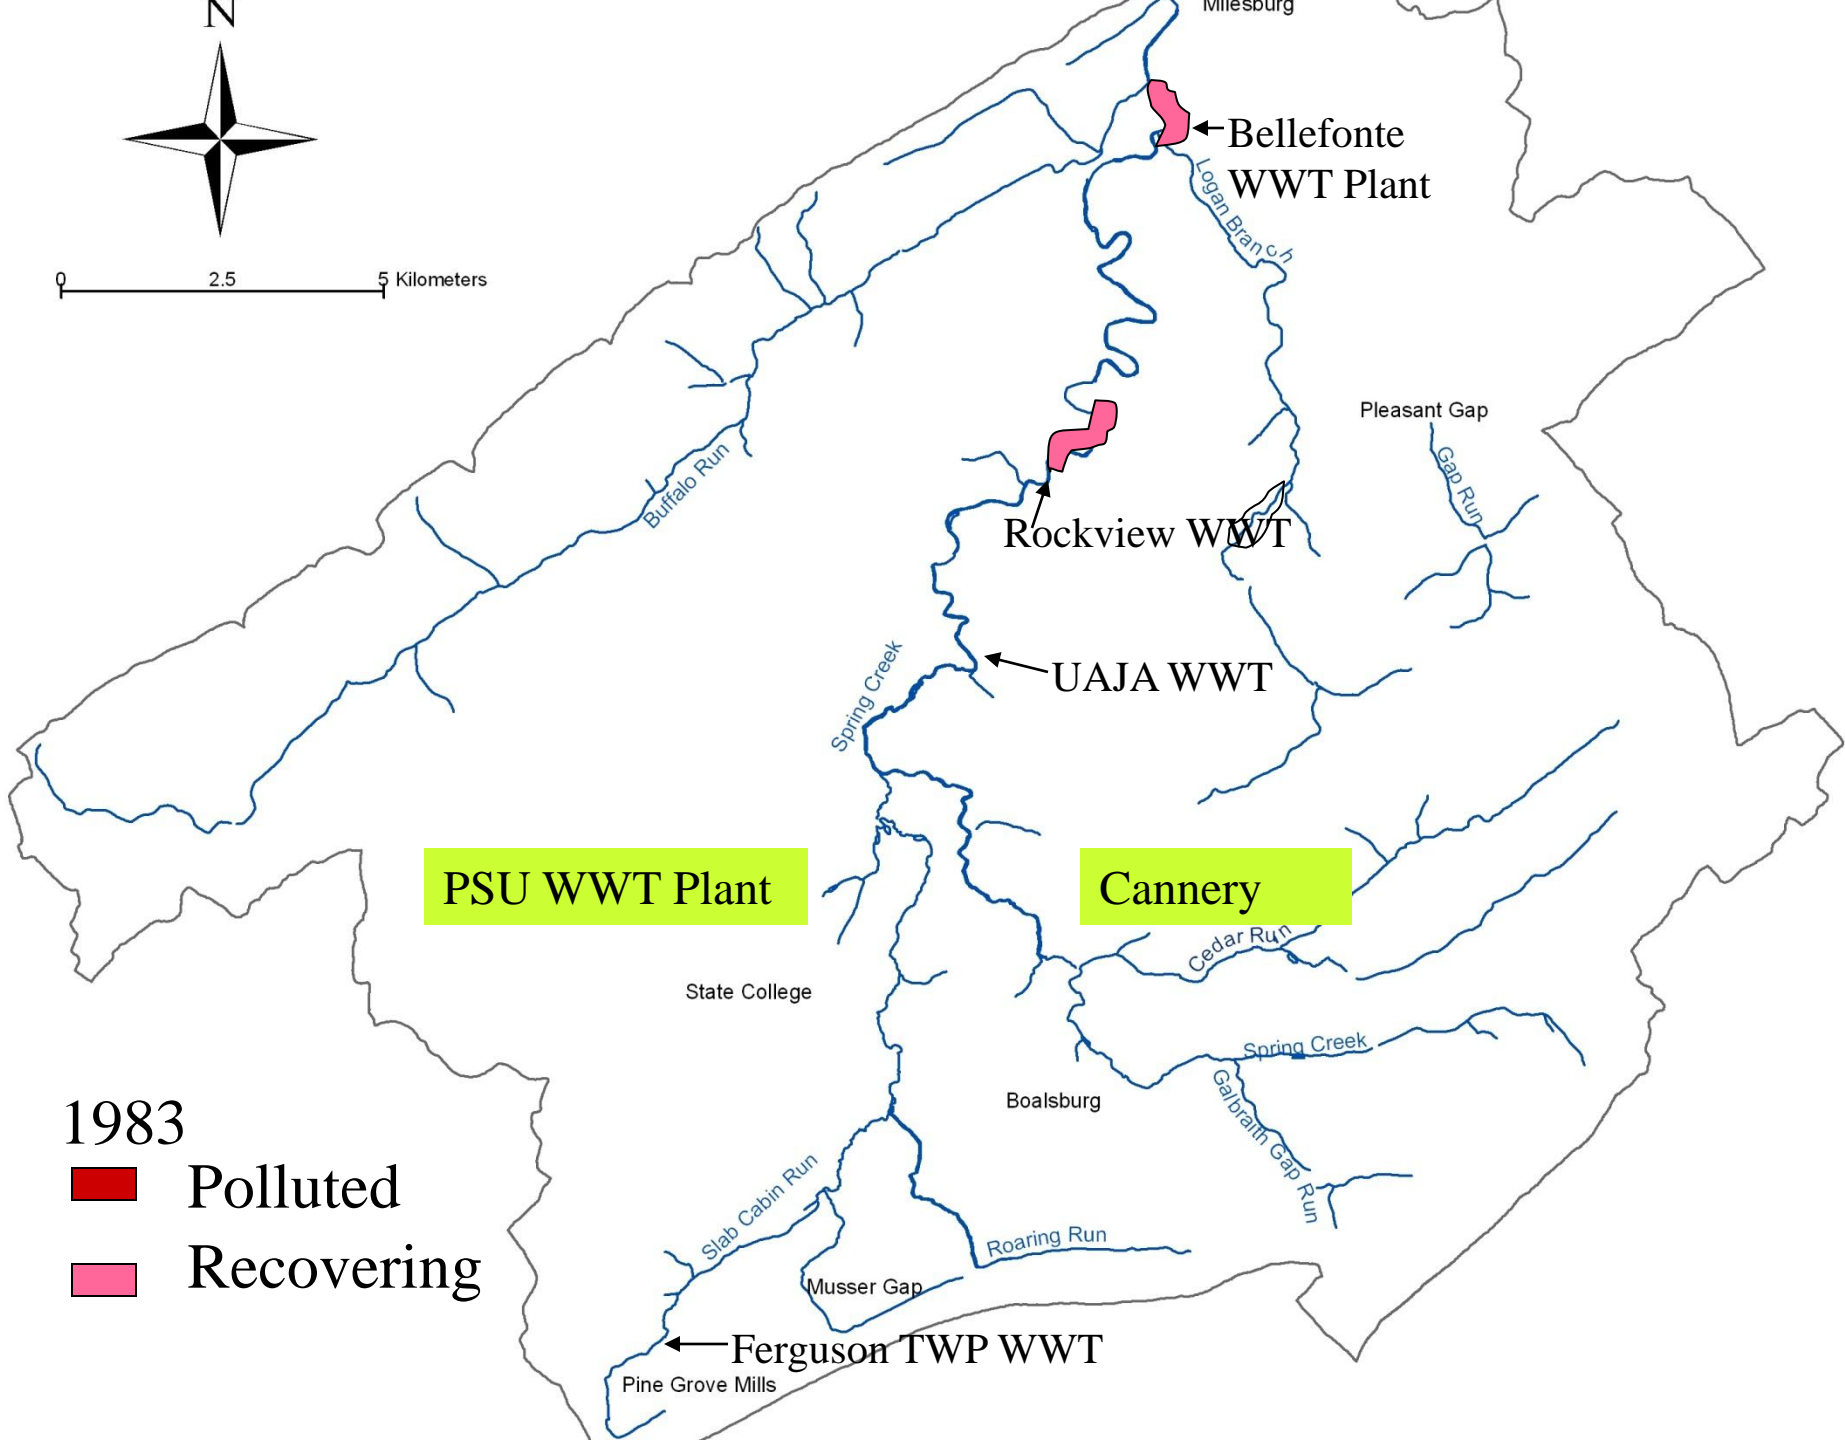 N
Milesburg
Bellefonte
WWT Plant
Logan Branch
0 2.5 5 Kilometers
Pleasant Gap
Gap Run
Buffalo Run
Rockview WWT
UAJA WWT
Spring Creek
PSU WWT Plant
Cannery
Cedar Run
State College
Spring Creek
Boalsburg
Galbraith Gap Run
1983
Polluted
Recovering
Slab Cabin Run
Roaring Run
Musser Gap
Ferguson TWP WWT
Pine Grove Mills